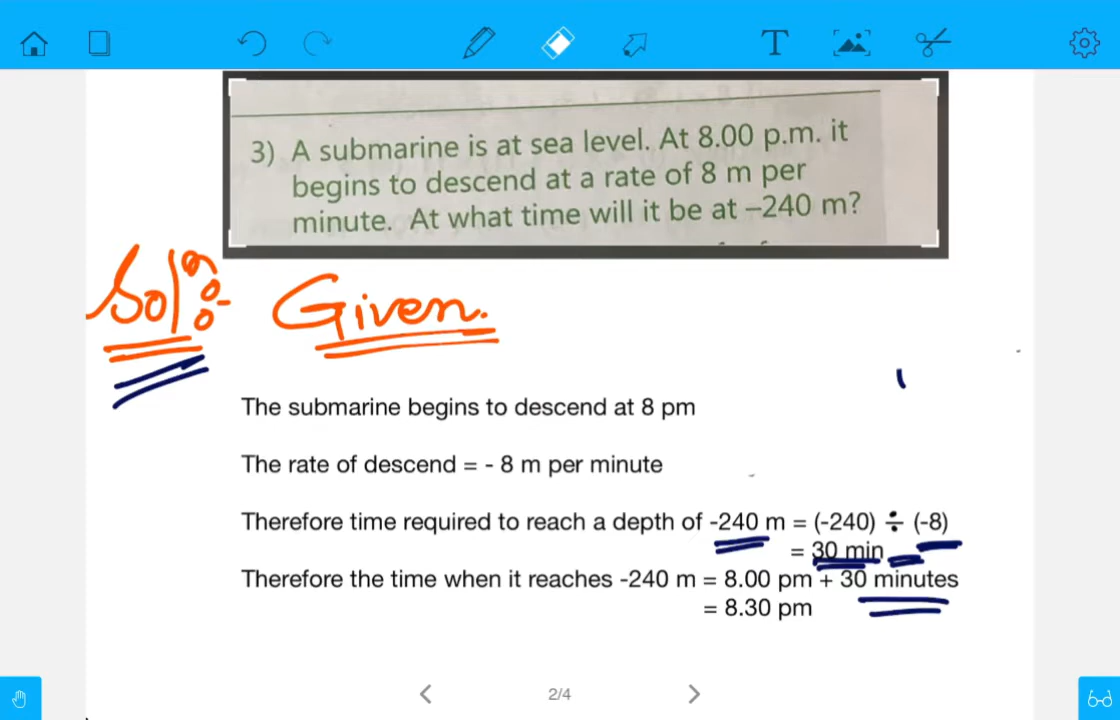 T
3) A submarine is at sea level. At 8.00 p.m. it
begins to descend at a rate of 8 m per
minute. At what time will it be at –240 m?
Soln:- Given.
The submarine begins to descend at 8 pm
The rate of descend = - 8 m per minute
Therefore time required to reach a depth of -240 m = (-240) ÷ (-8)
= 30 min
Therefore the time when it reaches -240 m = 8.00 pm + 30 minutes
= 8.30 pm
2/4